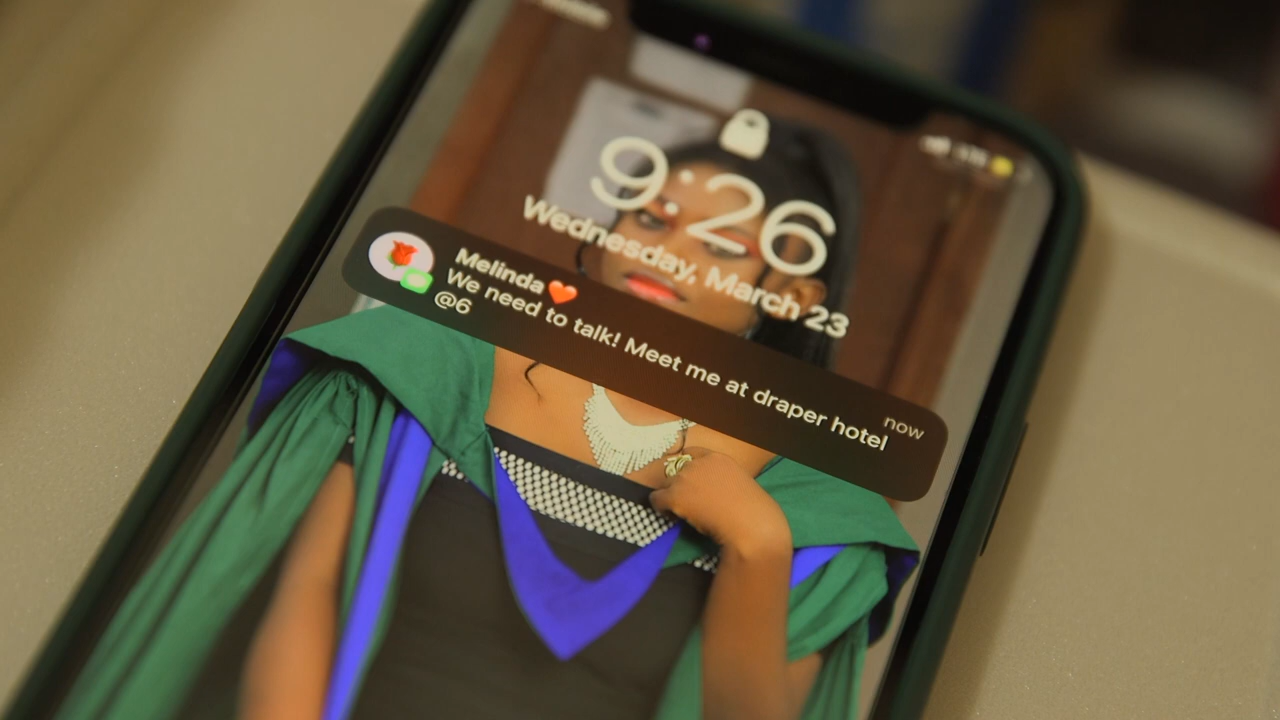 9:26
Wednesday, March 23
Melinda❤️
now
We need to talk! Meet me at draper hotel
@6